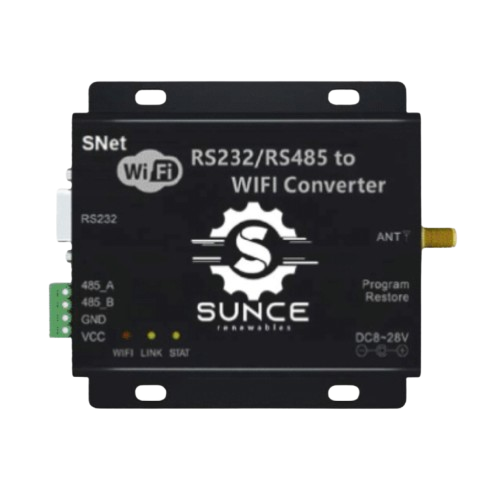 SNet
WiFi
RS232/RS485 to
WIFI Converter
RS232
ANT
S
485_A
485_B
GND
VCC
SUNCE
renewables
Program
Restore
DC8~28V
WIFI LINK STAT